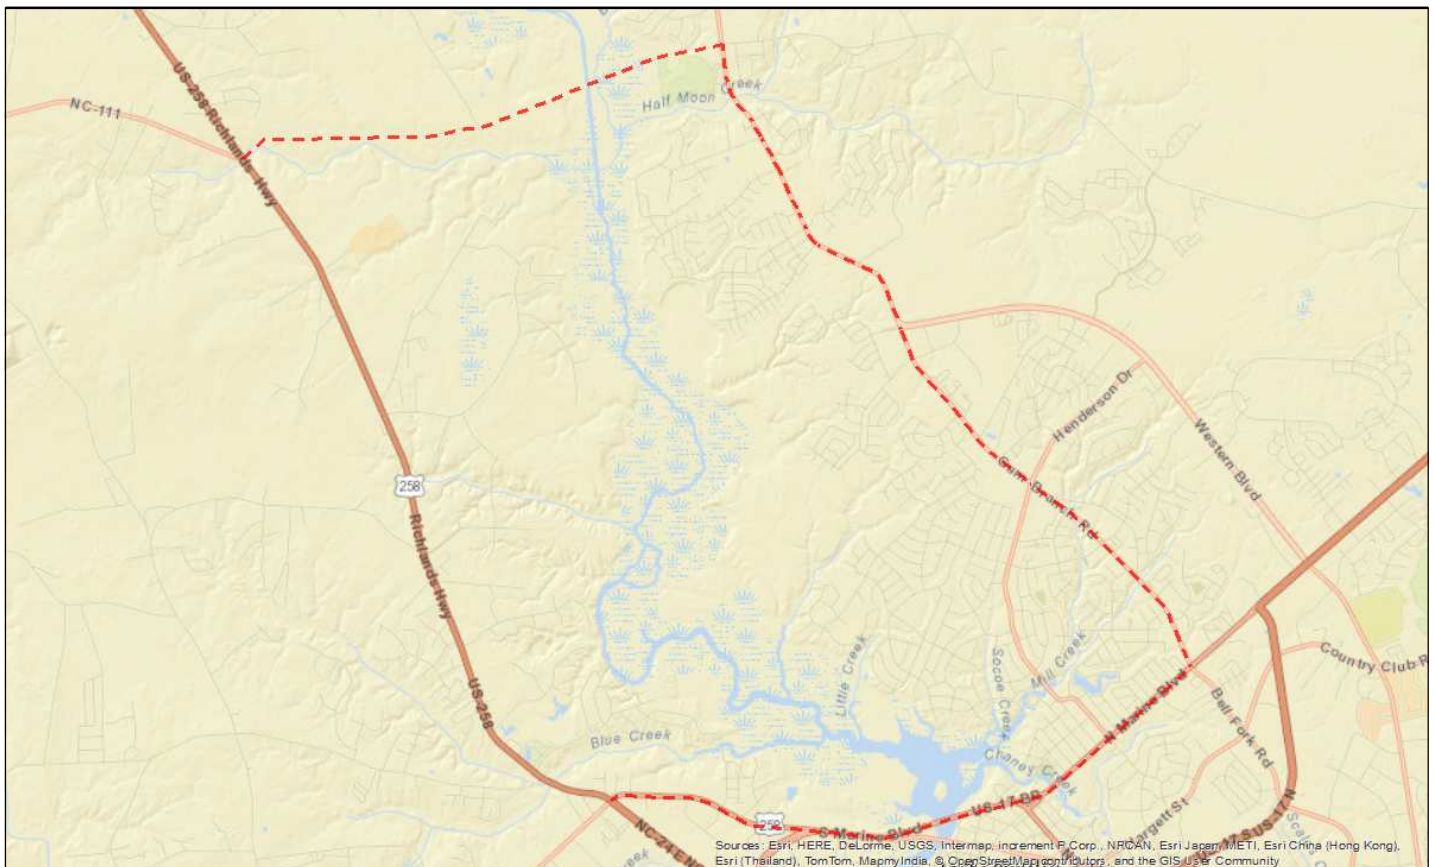 US-258
Richlands Hwy
NC-111
Half Moon Creek
Henderson Dr
Western Blvd
Gum Branch Rd
258
Richlands Hwy
US-258
Blue Creek
Little Creek
Socoe Creek
Mill Creek
Chaney Creek
N Marine Blvd
Bell Fork Rd
Country Club R
US-17 BR
258
S Marine Blvd
NC-24 E
Hargett St
US-17 S
US-17 N
Sources: Esri, HERE, DeLorme, USGS, Intermap, increment P Corp., NRCAN, Esri Japan, METI, Esri China (Hong Kong),
Esri (Thailand), TomTom, MapmyIndia, © OpenStreetMap contributors, and the GIS User Community